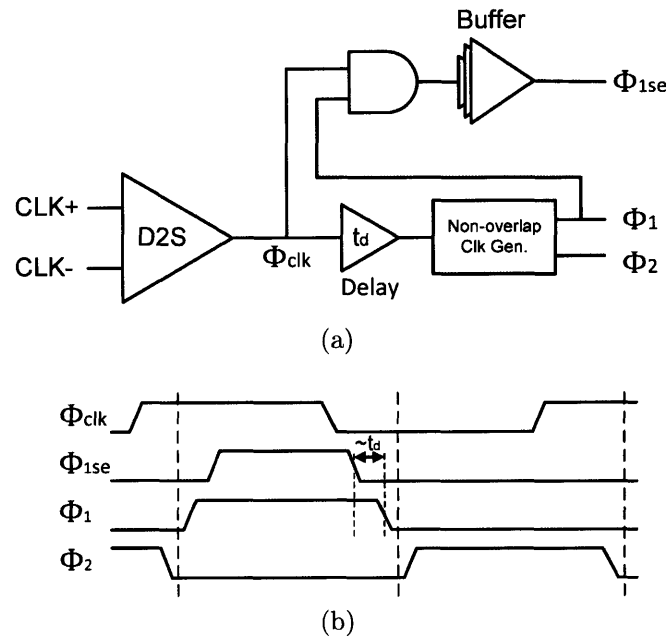 Buffer
Φ1se
CLK+
CLK-
D2S
Φclk
td
Delay
Non-overlap
Clk Gen.
Φ1
Φ2
(a)
Φclk
Φ1se
~td
Φ1
Φ2
(b)